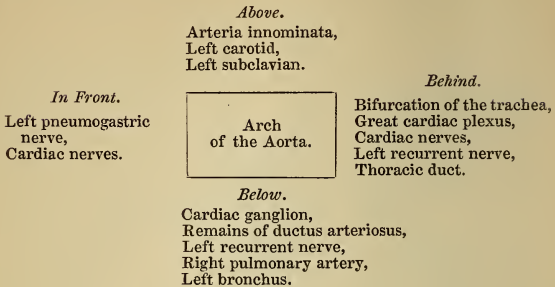 Above.
Arteria innominata,
Left carotid,
Left subclavian.
In Front.
Left pneumogastric
nerve,
Cardiac nerves.
Arch
of the Aorta.
Behind.
Bifurcation of the trachea,
Great cardiac plexus,
Cardiac nerves,
Left recurrent nerve,
Thoracic duct.
Below.
Cardiac ganglion,
Remains of ductus arteriosus,
Left recurrent nerve,
Right pulmonary artery,
Left bronchus.